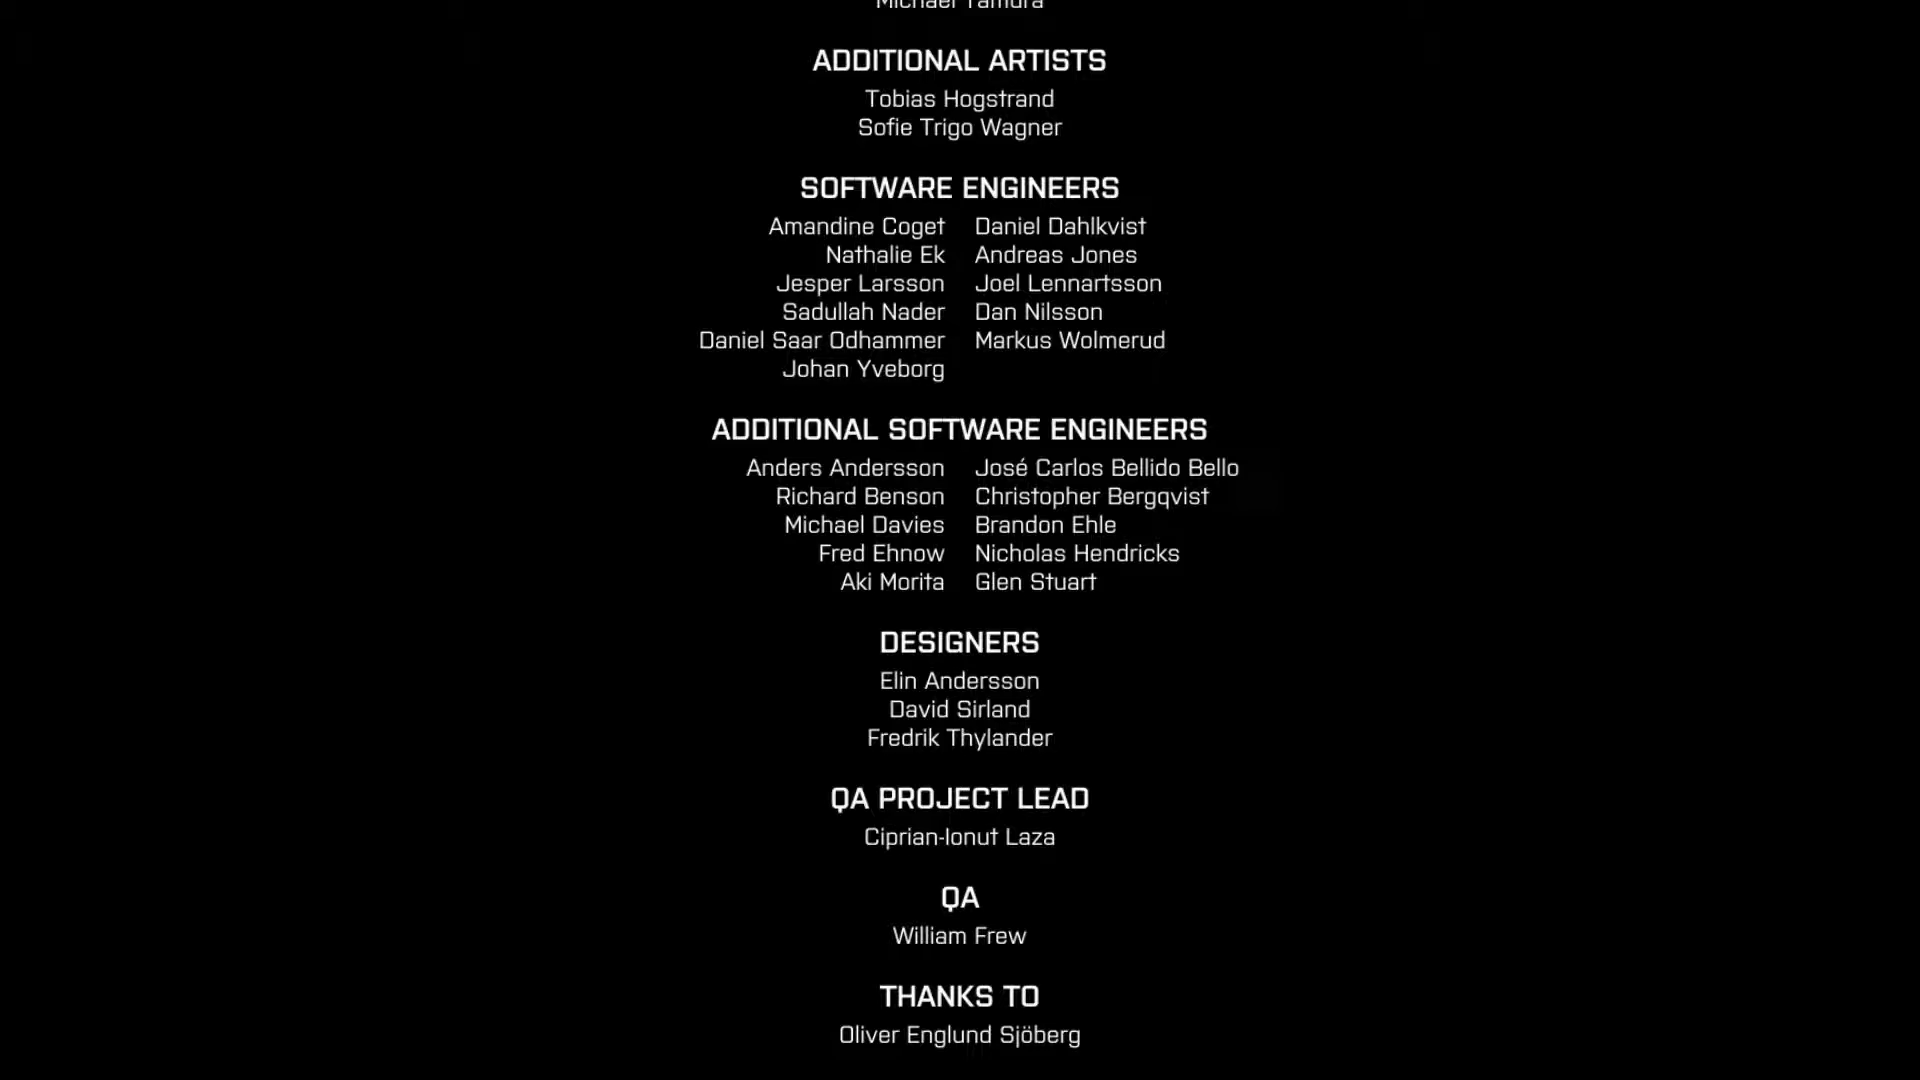 Michael Tamura
ADDITIONAL ARTISTS
Tobias Hogstrand
Sofie Trigo Wagner
SOFTWARE ENGINEERS
Amandine Coget Daniel Dahlkvist
Nathalie Ek Andreas Jones
Jesper Larsson Joel Lennartsson
Sadullah Nader Dan Nilsson
Daniel Saar Odhammer Markus Wolmerud
Johan Yveborg
ADDITIONAL SOFTWARE ENGINEERS
Anders Andersson José Carlos Bellido Bello
Richard Benson Christopher Bergqvist
Michael Davies Brandon Ehle
Fred Ehnow Nicholas Hendricks
Aki Morita Glen Stuart
DESIGNERS
Elin Andersson
David Sirland
Fredrik Thylander
QA PROJECT LEAD
Ciprian-Ionut Laza
QA
William Frew
THANKS TO
Oliver Englund Sjöberg